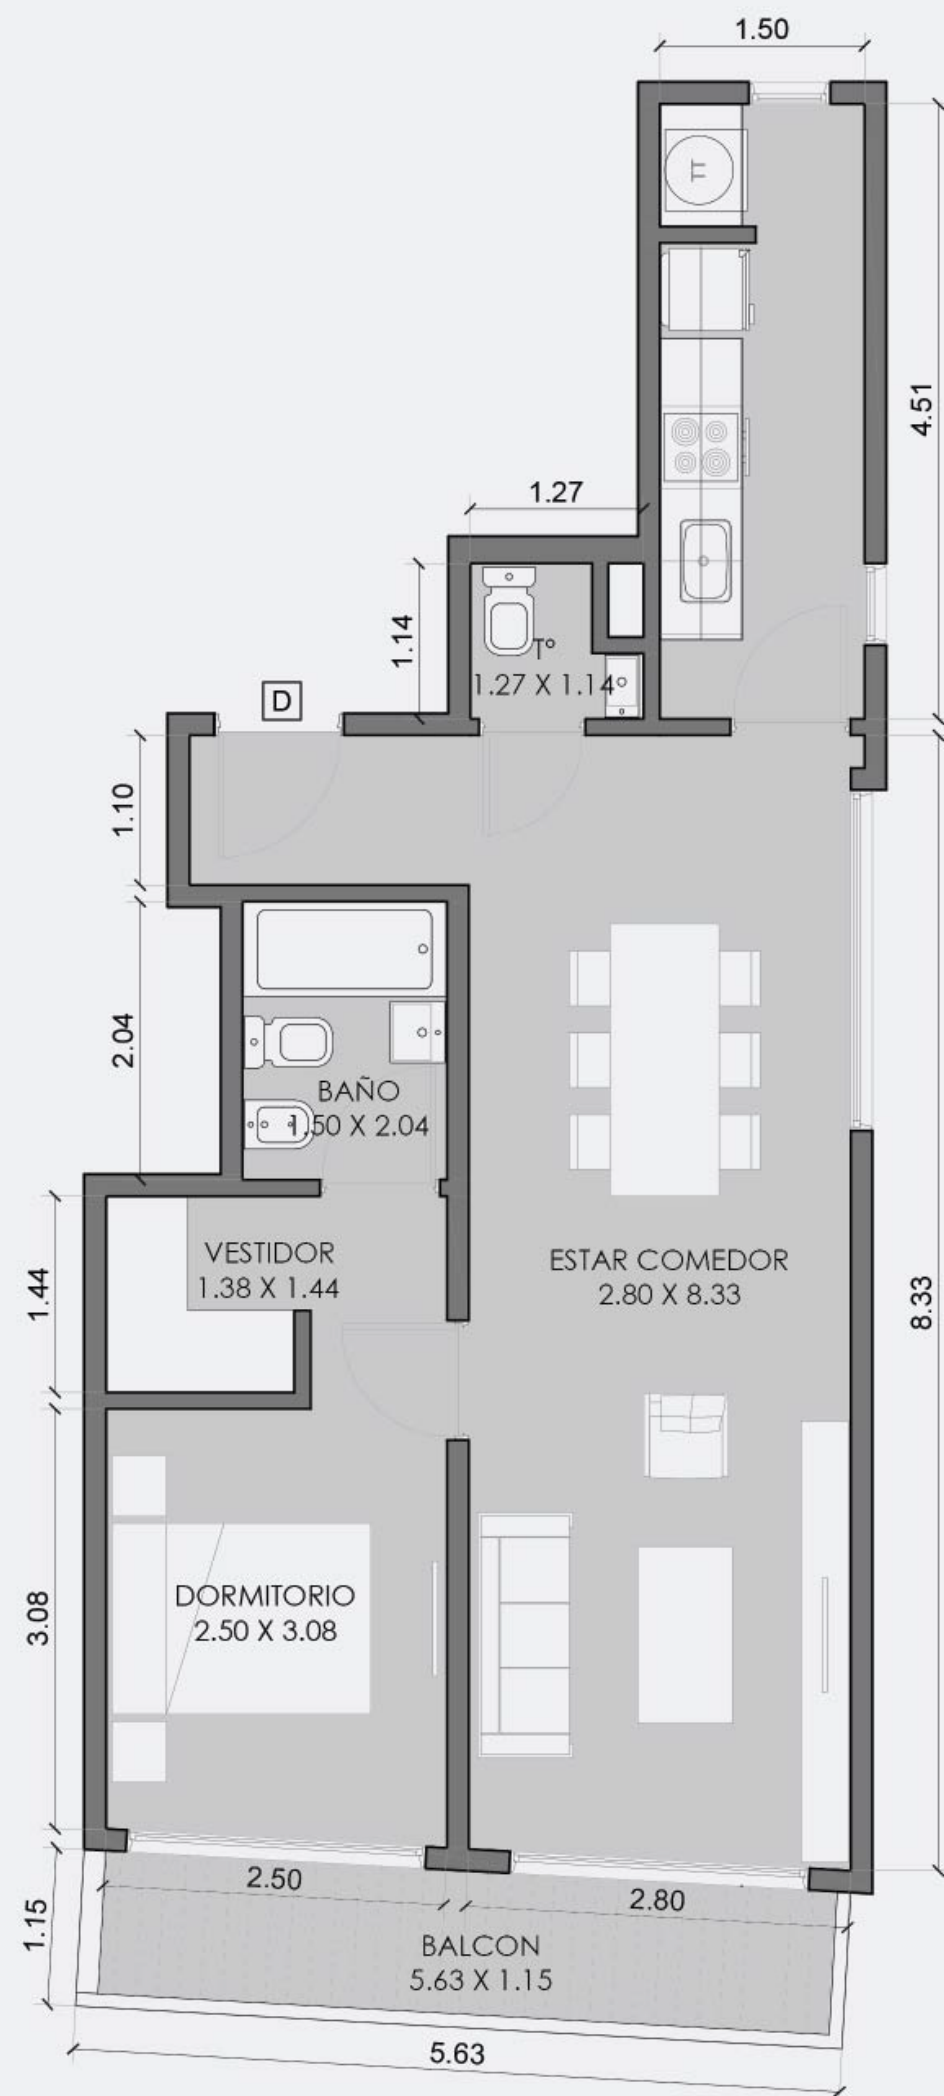 1.50
TT
4.51
1.27
1.14
T°
1.27 X 1.14
D
1.10
2.04
BAÑO
1.50 X 2.04
1.44
VESTIDOR
1.38 X 1.44
ESTAR COMEDOR
2.80 X 8.33
8.33
3.08
DORMITORIO
2.50 X 3.08
1.15
2.50
2.80
BALCON
5.63 X 1.15
5.63